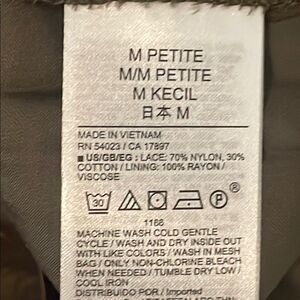 M PETITE
M/M PETITE
M KECIL
日本 M
MADE IN VIETNAM
RN 54023 / CA 17897
■ US/GB/EG : LACE: 70% NYLON, 30%
COTTON / LINING: 100% RAYON /
VISCOSE
30 P ®
1188
MACHINE WASH COLD GENTLE
CYCLE / WASH AND DRY INSIDE OUT
WITH LIKE COLORS / WASH IN MESH
BAG / ONLY NON-CHLORINE BLEACH
WHEN NEEDED / TUMBLE DRY LOW /
COOL IRON
DISTRIBUIDO POR / Imported